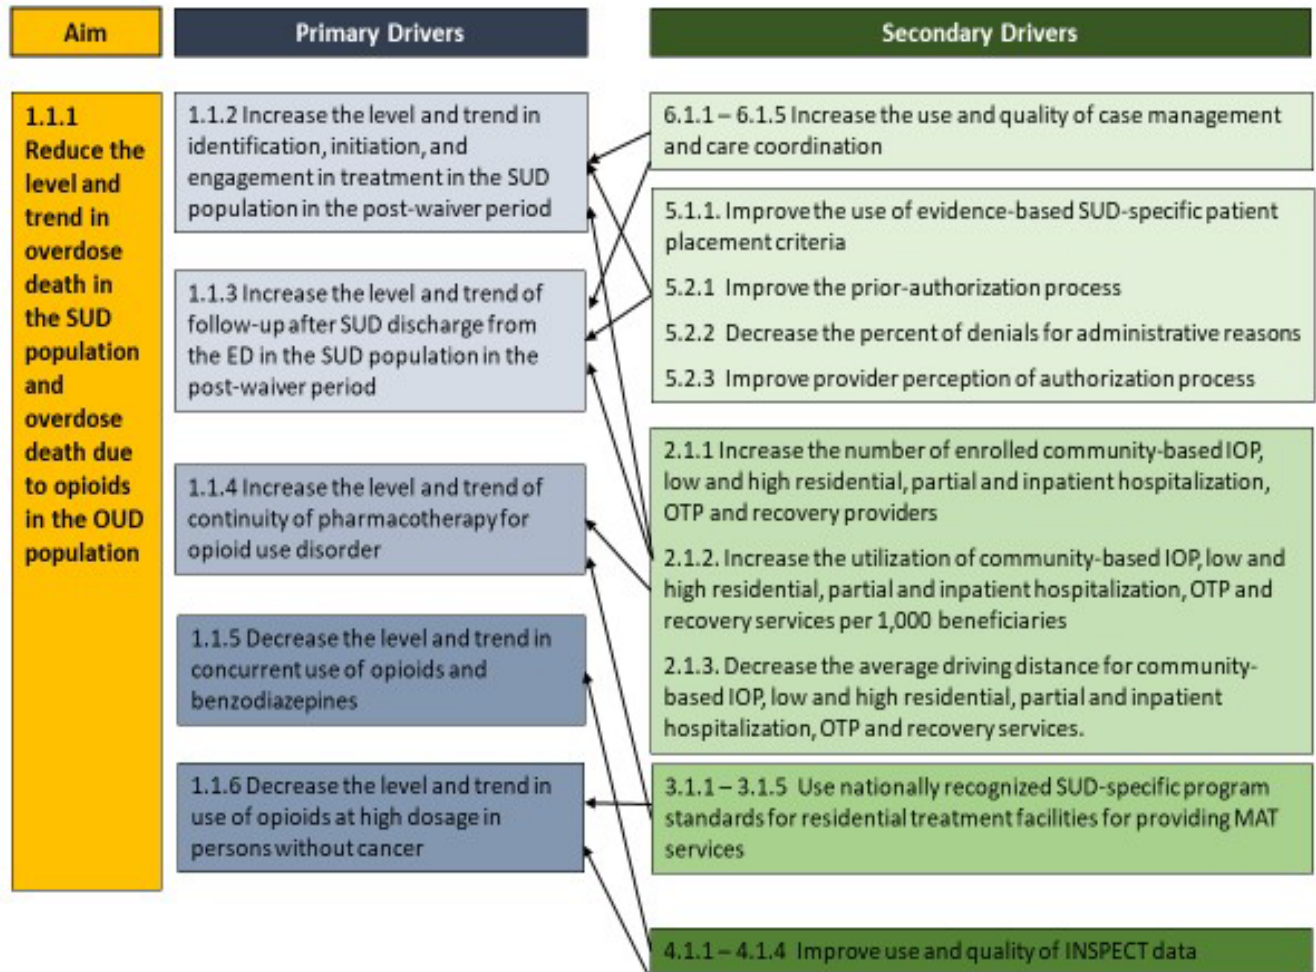 Aim
Primary Drivers
Secondary Drivers
1.1.1
Reduce the
level and
trend in
overdose
death in
the SUD
population
and
overdose
death due
to opioids
in the OUD
population
1.1.2 Increase the level and trend in
identification, initiation, and
engagement in treatment in the SUD
population in the post-waiver period
1.1.3 Increase the level and trend of
follow-up after SUD discharge from
the ED in the SUD population in the
post-waiver period
1.1.4 Increase the level and trend of
continuity of pharmacotherapy for
opioid use disorder
1.1.5 Decrease the level and trend in
concurrent use of opioids and
benzodiazepines
1.1.6 Decrease the level and trend in
use of opioids at high dosage in
persons without cancer
6.1.1 – 6.1.5 Increase the use and quality of case management
and care coordination
5.1.1. Improve the use of evidence-based SUD-specific patient
placement criteria
5.2.1 Improve the prior-authorization process
5.2.2 Decrease the percent of denials for administrative reasons
5.2.3 Improve provider perception of authorization process
2.1.1 Increase the number of enrolled community-based IOP,
low and high residential, partial and inpatient hospitalization,
OTP and recovery providers
2.1.2. Increase the utilization of community-based IOP, low and
high residential, partial and inpatient hospitalization, OTP and
recovery services per 1,000 beneficiaries
2.1.3. Decrease the average driving distance for community-
based IOP, low and high residential, partial and inpatient
hospitalization, OTP and recovery services.
3.1.1 – 3.1.5 Use nationally recognized SUD-specific program
standards for residential treatment facilities for providing MAT
services
4.1.1 – 4.1.4 Improve use and quality of INSPECT data